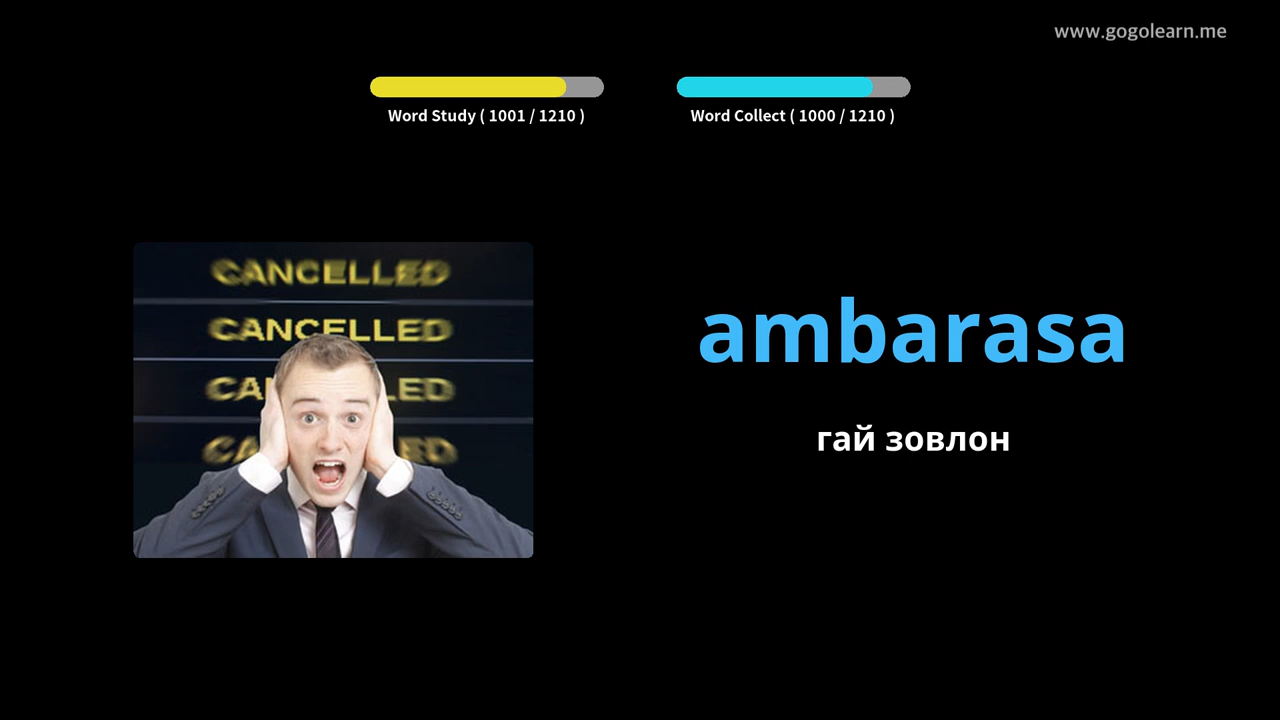 www.gogolearn.me
Word Study ( 1001 / 1210 )
Word Collect ( 1000 / 1210 )
CANCELLED
CANCELLED
ambarasa
гай зовлон